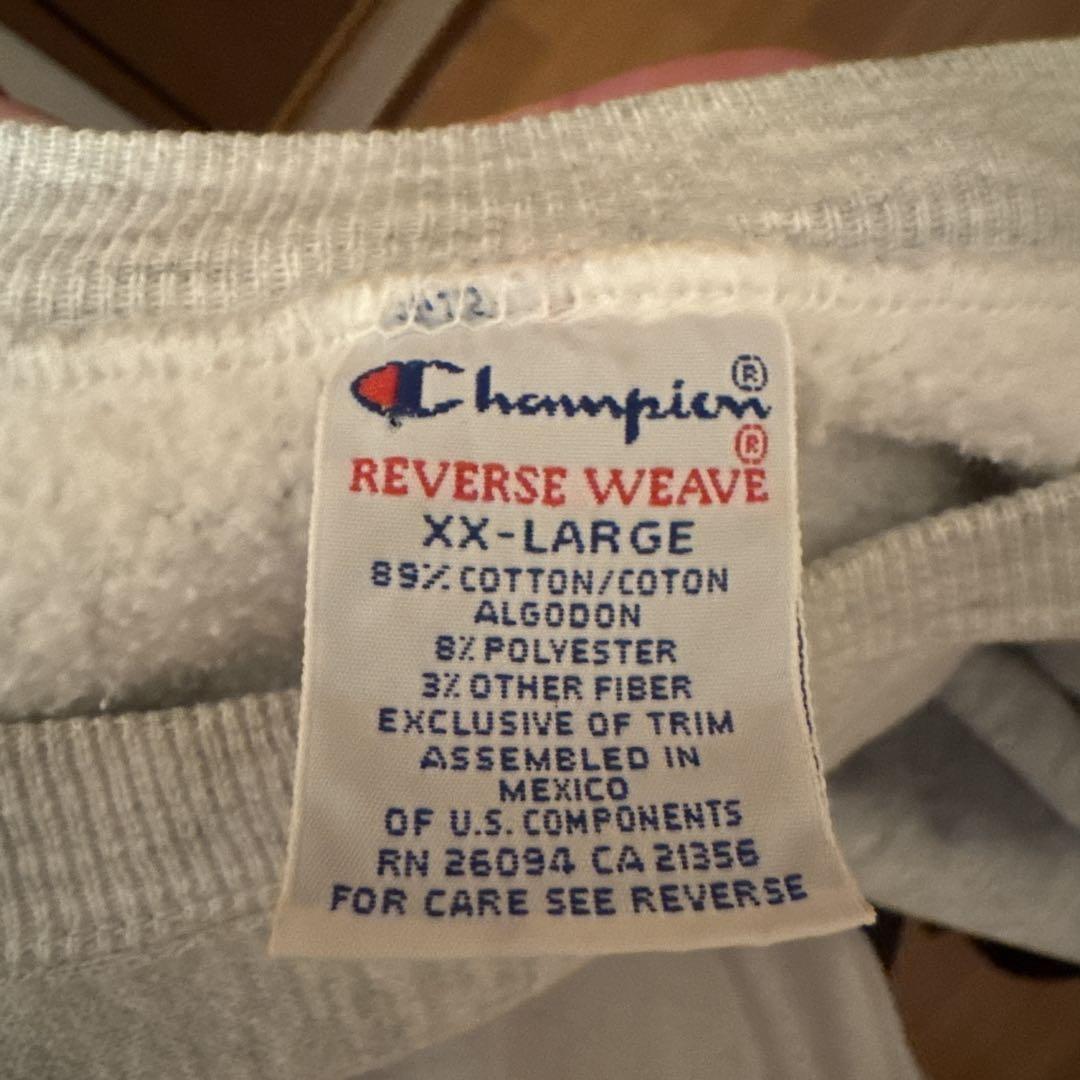 Champion®
REVERSE WEAVE®
XX-LARGE
89% COTTON/COTON
ALGODON
8% POLYESTER
3% OTHER FIBER
EXCLUSIVE OF TRIM
ASSEMBLED IN
MEXICO
OF U.S. COMPONENTS
RN 26094 CA 21356
FOR CARE SEE REVERSE